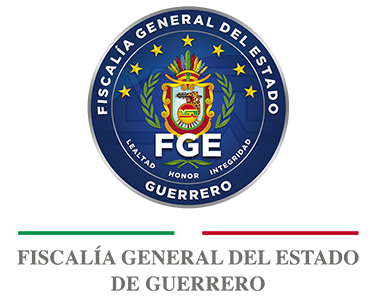 FISCALÍA GENERAL DEL ESTADO
FGE
LEALTAD HONOR INTEGRIDAD
GUERRERO
FISCALÍA GENERAL DEL ESTADO
DE GUERRERO